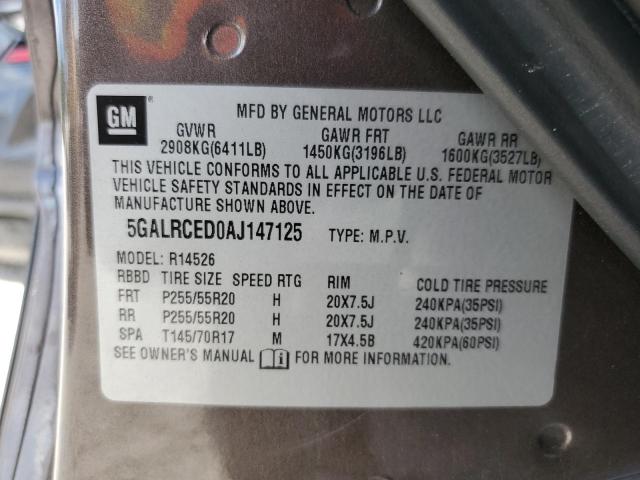 GM
MFD BY GENERAL MOTORS LLC
GVWR GAWR FRT GAWR RR
2908KG(6411LB) 1450KG(3196LB) 1600KG(3527LB)
THIS VEHICLE CONFORMS TO ALL APPLICABLE U.S. FEDERAL MOTOR
VEHICLE SAFETY STANDARDS IN EFFECT ON THE DATE OF
MANUFACTURE SHOWN ABOVE.
5GALRCED0AJ147125 TYPE: M.P.V.
MODEL: R14526
RBBD TIRE SIZE SPEED RTG RIM COLD TIRE PRESSURE
FRT P255/55R20 H 20X7.5J 240KPA(35PSI)
RR P255/55R20 H 20X7.5J 240KPA(35PSI)
SPA T145/70R17 M 17X4.5B 420KPA(60PSI)
SEE OWNER'S MANUAL FOR MORE INFORMATION.